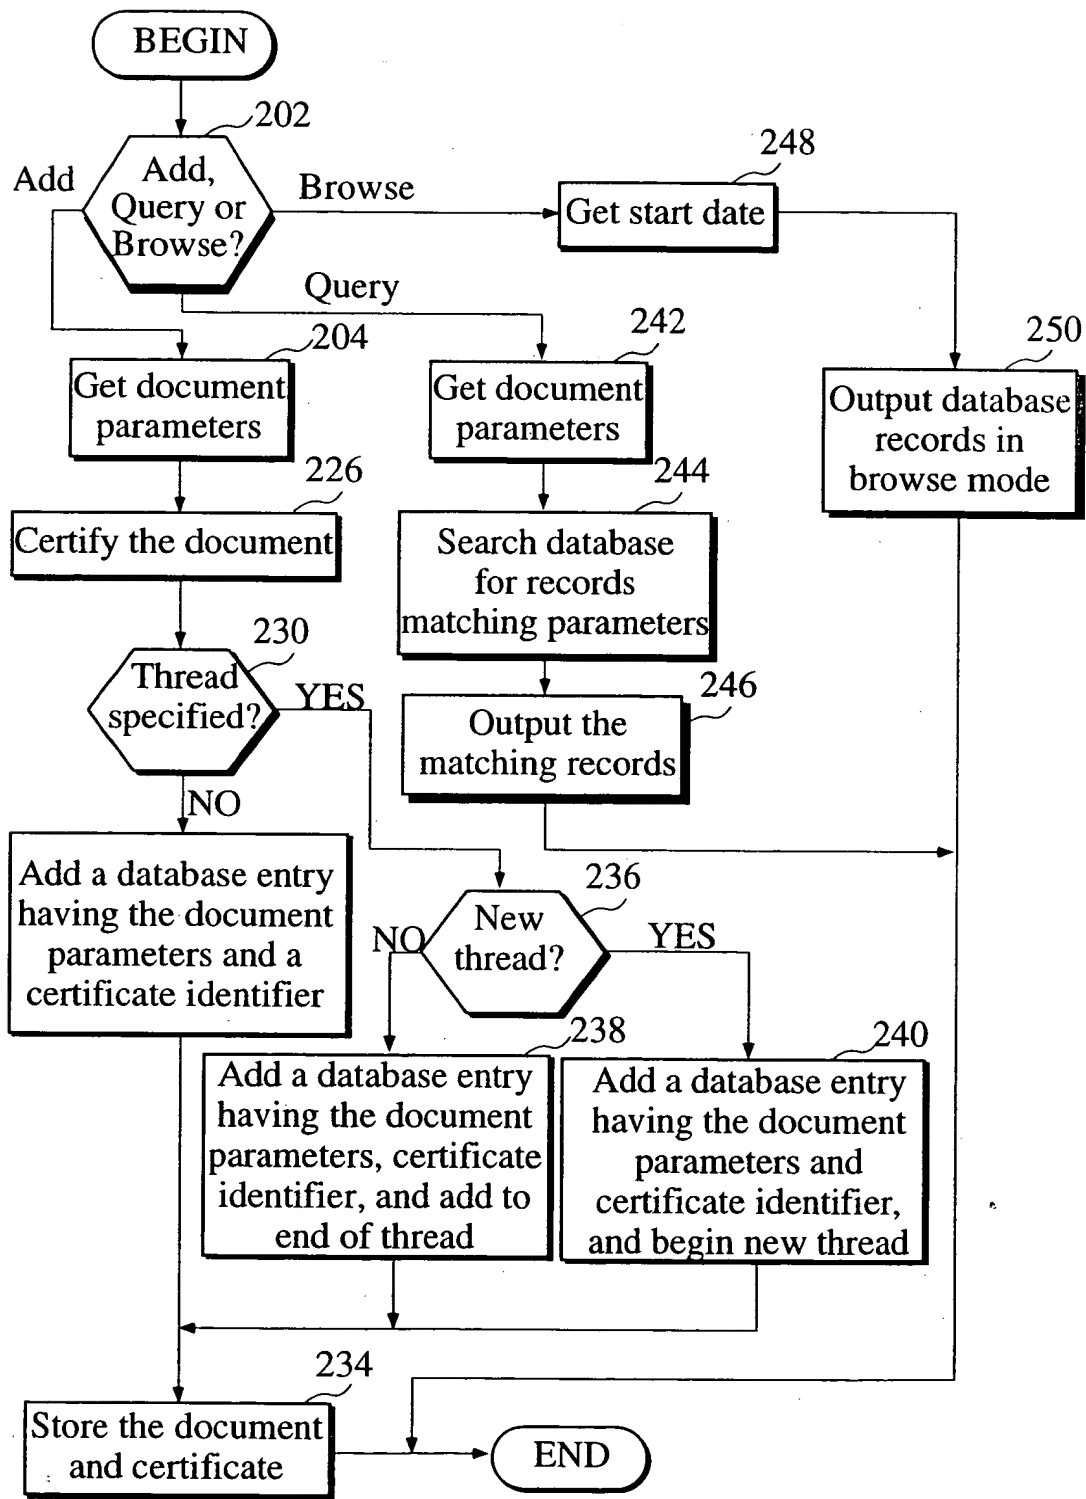 BEGIN
202
Add
Add,
Query or
Browse?
Browse
248
Get start date
Query
204
Get document
parameters
242
Get document
parameters
250
Output database
records in
browse mode
226
Certify the document
244
Search database
for records
matching parameters
230
Thread
specified?
YES
NO
246
Output the
matching records
Add a database entry
having the document
parameters and a
certificate identifier
236
New
thread?
NO
YES
238
Add a database entry
having the document
parameters, certificate
identifier, and add to
end of thread
240
Add a database entry
having the document
parameters and
certificate identifier,
and begin new thread
234
Store the document
and certificate
END